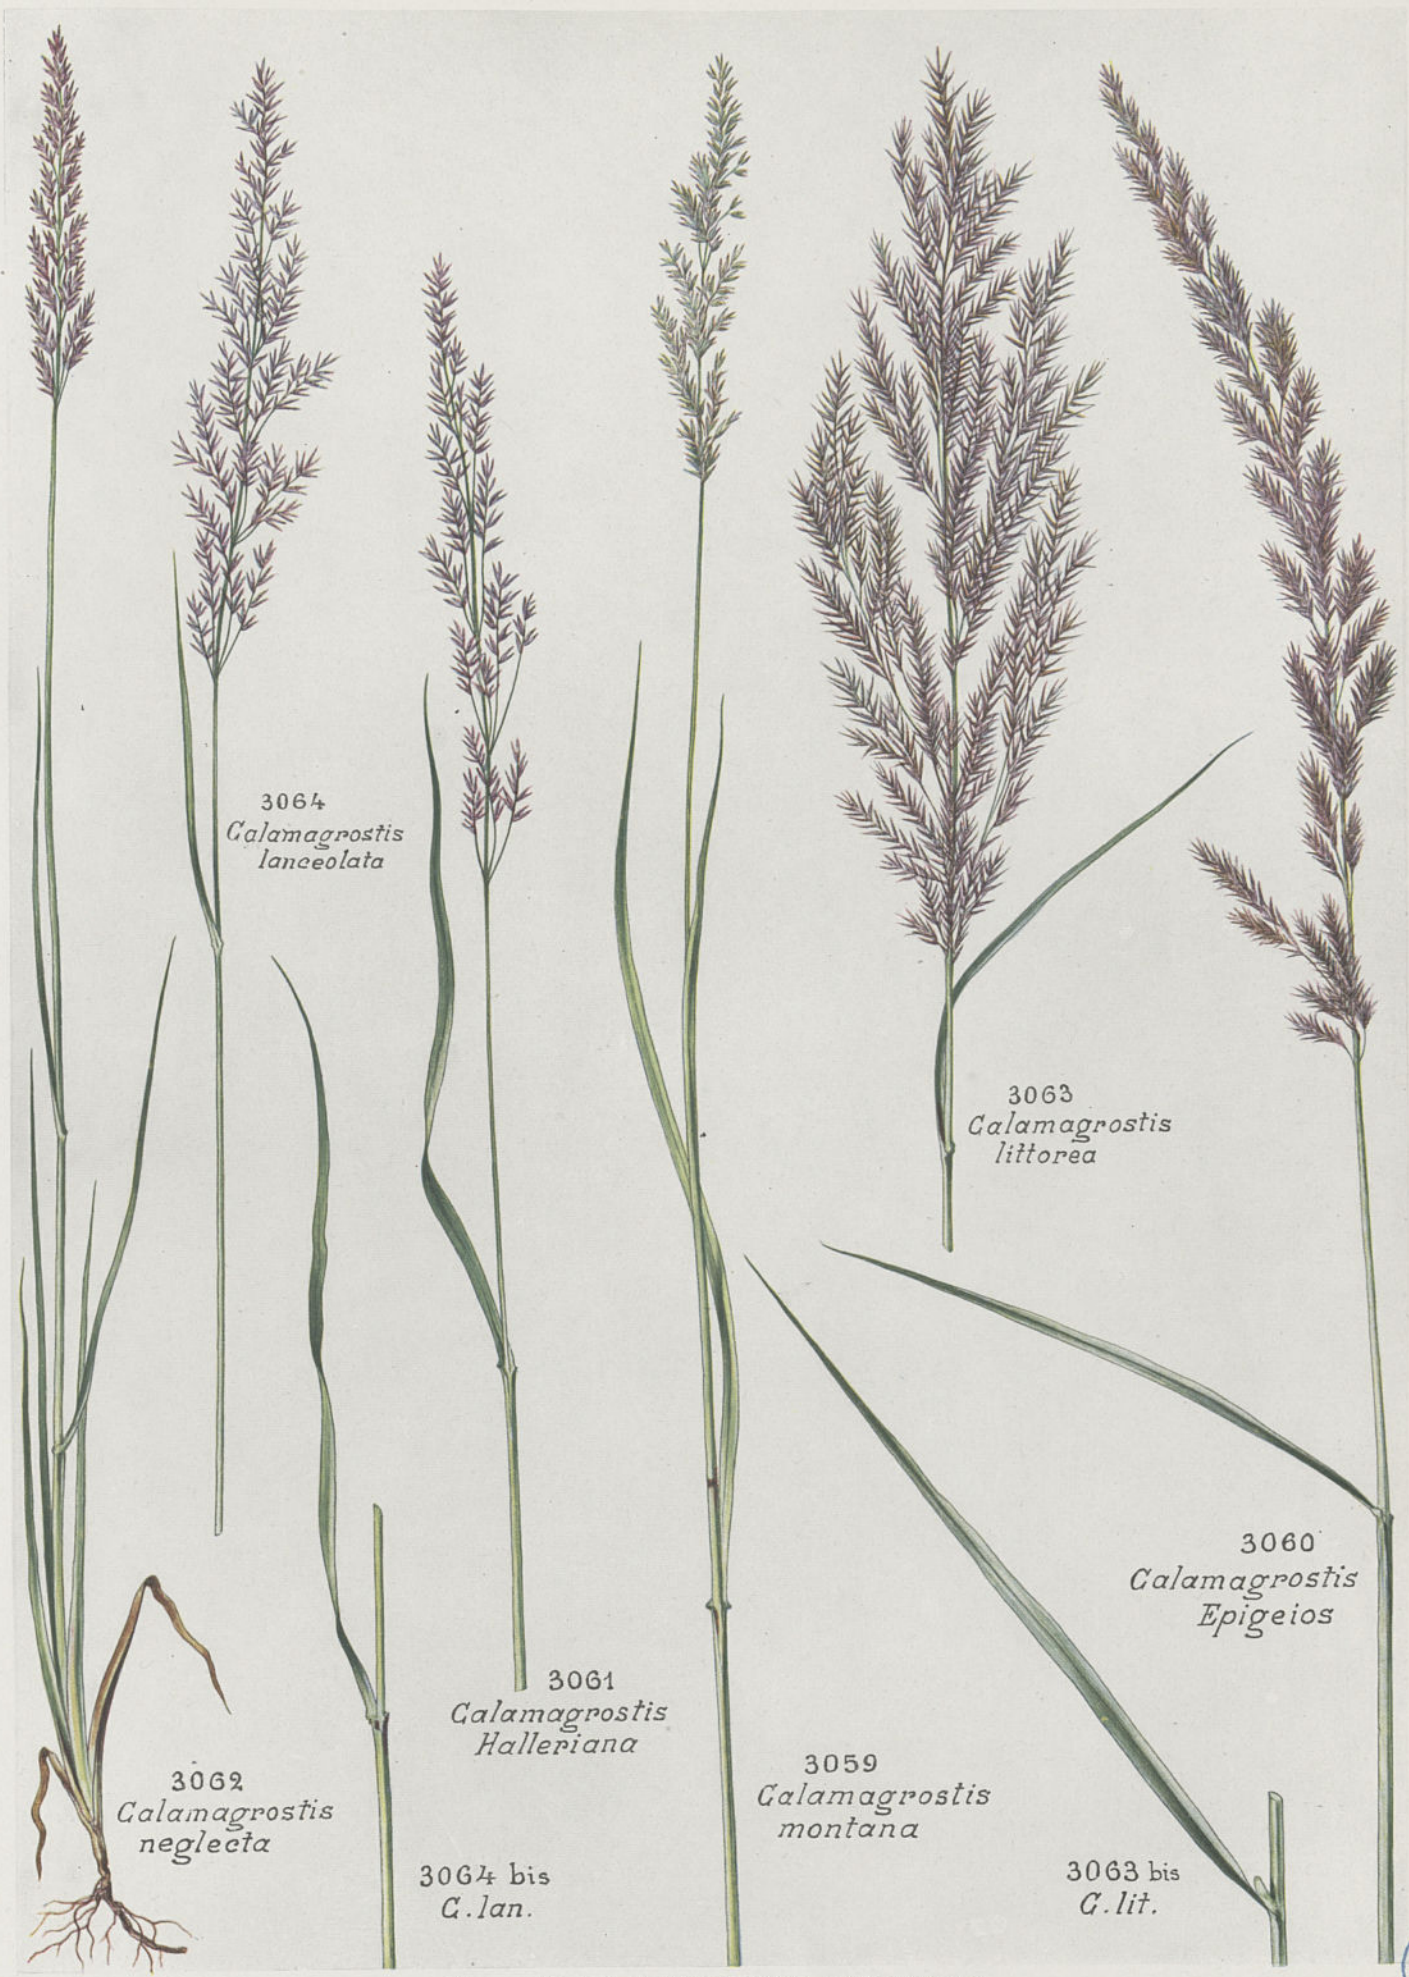 3064
Calamagrostis
lanceolata
3063
Calamagrostis
littorea
3060
Calamagrostis
Epigeios
3061
Calamagrostis
Halleriana
3062
Calamagrostis
neglecta
3059
Calamagrostis
montana
3064 bis
C. lan.
3063 bis
C. lit.